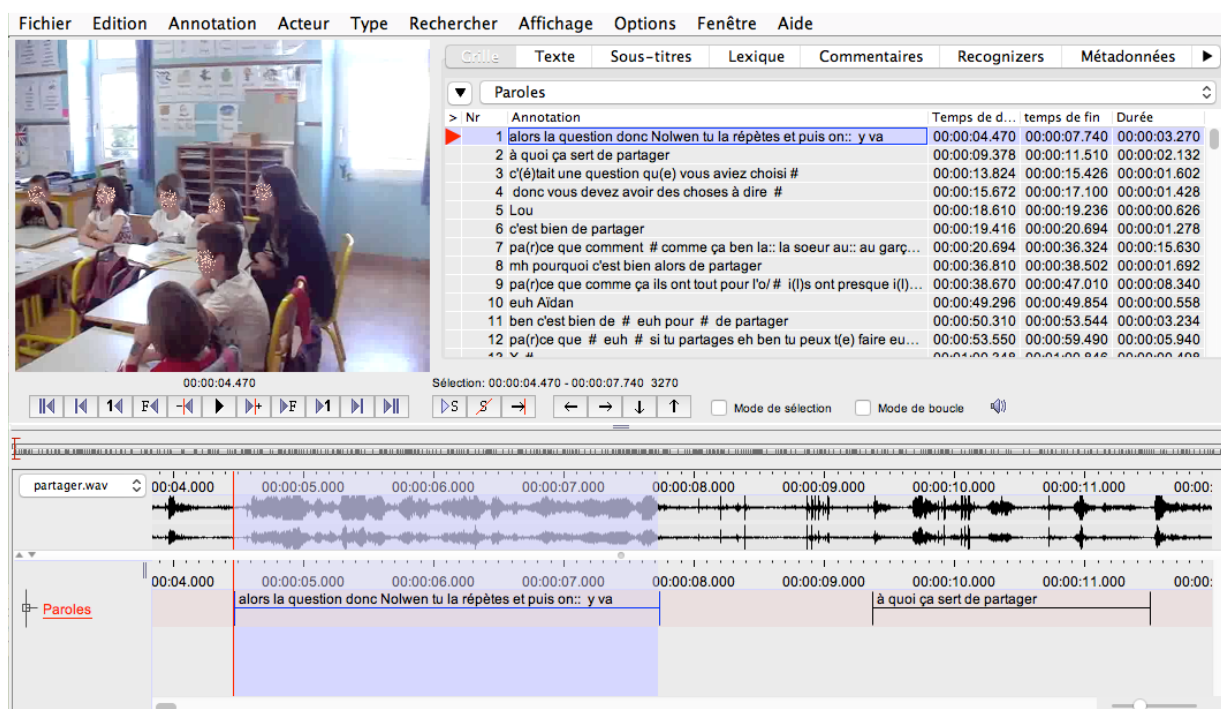 Fichier Edition Annotation Acteur Type Rechercher Affichage Options Fenêtre Aide
Grille Texte Sous-titres Lexique Commentaires Recognizers Métadonnées
Paroles
> Nr Annotation Temps de d... temps de fin Durée
1 alors la question donc Nolwen tu la répètes et puis on:: y va 00:00:04.470 00:00:07.740 00:00:03.270
2 à quoi ça sert de partager 00:00:09.378 00:00:11.510 00:00:02.132
3 c'(é)tait une question qu(e) vous aviez choisi # 00:00:13.824 00:00:15.426 00:00:01.602
4 donc vous devez avoir des choses à dire # 00:00:15.672 00:00:17.100 00:00:01.428
5 Lou 00:00:18.610 00:00:19.236 00:00:00.626
6 c'est bien de partager 00:00:19.416 00:00:20.694 00:00:01.278
7 pa(r)ce que comment # comme ça ben la:: la soeur au:: au garç... 00:00:20.694 00:00:36.324 00:00:15.630
8 mh pourquoi c'est bien alors de partager 00:00:36.810 00:00:38.502 00:00:01.692
9 pa(r)ce que comme ça ils ont tout pour l'o/ # i(l)s ont presque i(l)... 00:00:38.670 00:00:47.010 00:00:08.340
10 euh Aïdan 00:00:49.296 00:00:49.854 00:00:00.558
11 ben c'est bien de # euh pour # de partager 00:00:50.310 00:00:53.544 00:00:03.234
12 pa(r)ce que # euh # si tu partages eh ben tu peux t(e) faire eu... 00:00:53.550 00:00:59.490 00:00:05.940
00:00:04.470
Sélection: 00:00:04.470 - 00:00:07.740 3270
1 F + F 1 S S Mode de sélection Mode de boucle
partager.wav
00:04.000 00:00:05.000 00:00:06.000 00:00:07.000 00:00:08.000 00:00:09.000 00:00:10.000 00:00:11.000 00:00:
00:04.000 00:00:05.000 00:00:06.000 00:00:07.000 00:00:08.000 00:00:09.000 00:00:10.000 00:00:11.000 00:00:
Paroles
alors la question donc Nolwen tu la répètes et puis on:: y va
à quoi ça sert de partager